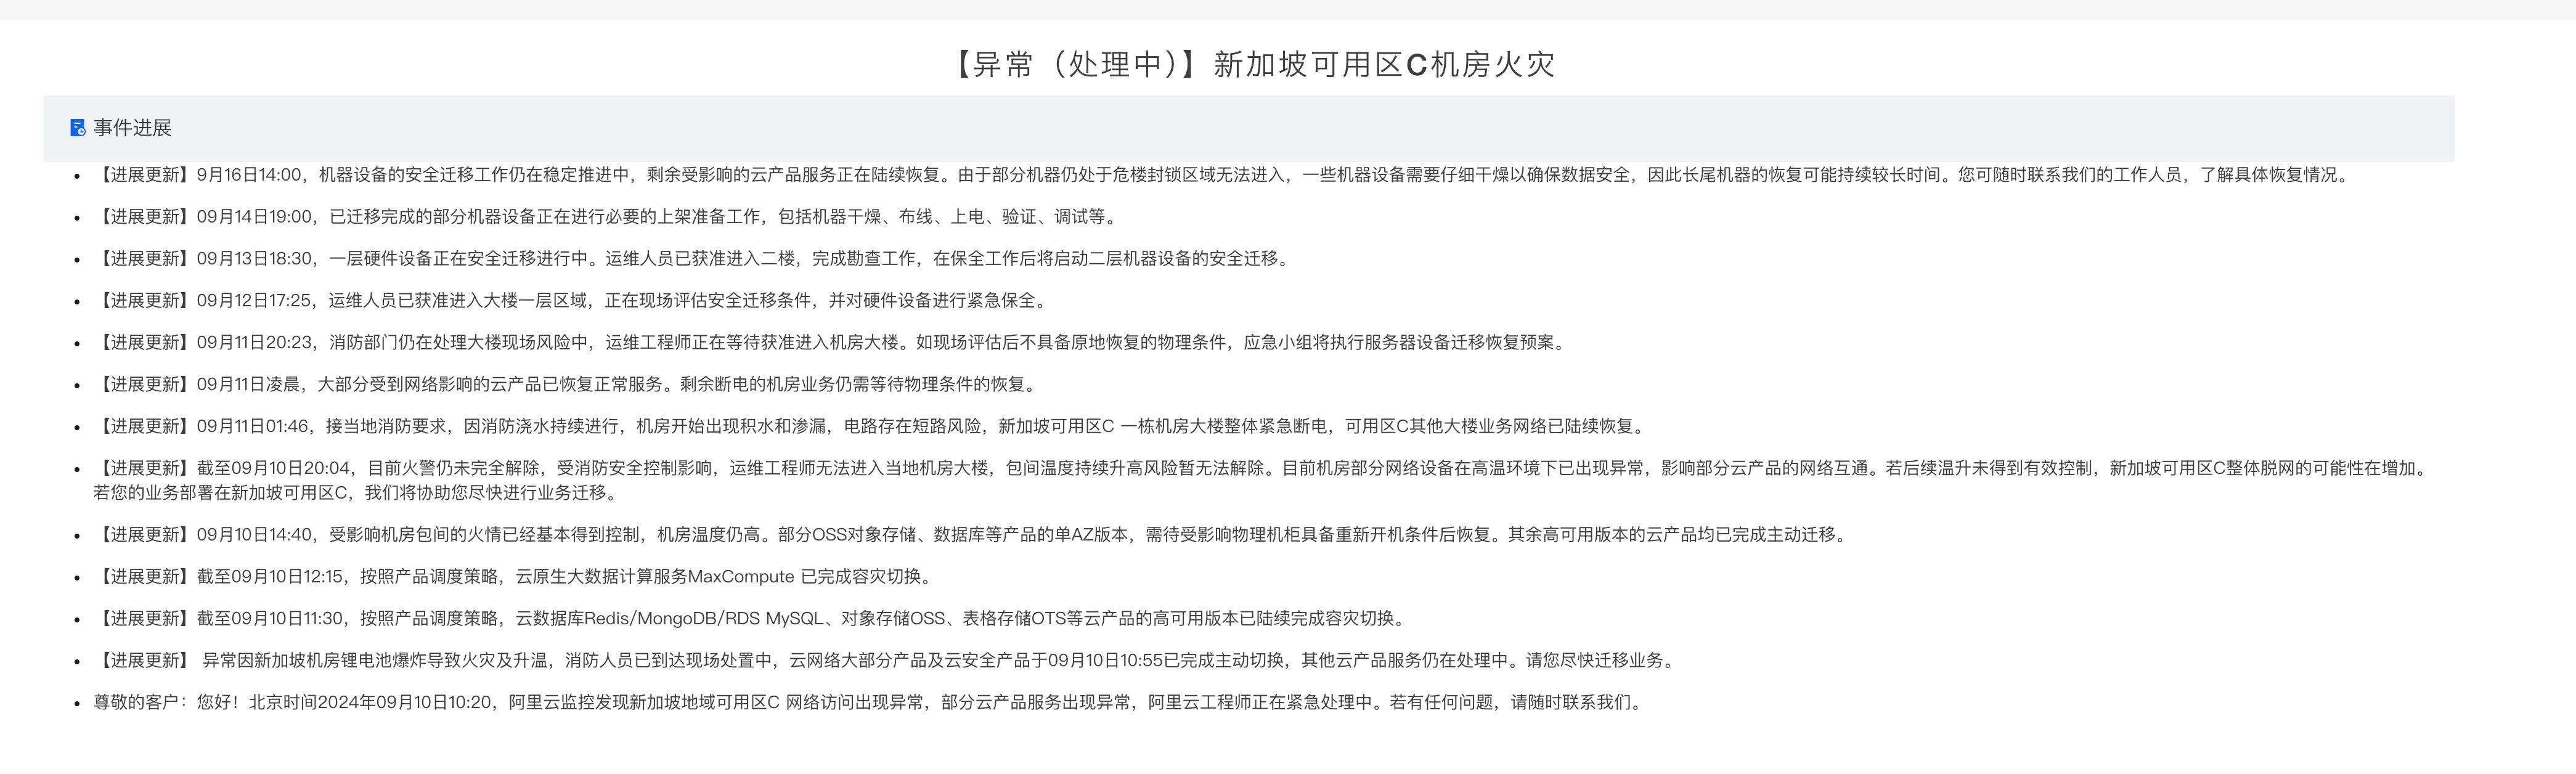 【异常（处理中）】新加坡可用区C机房火灾
事件进展
【进展更新】9月16日14:00，机器设备的安全迁移工作仍在稳定推进中，剩余受影响的云产品服务正在陆续恢复。由于部分机器仍处于危楼封锁区域无法进入，一些机器设备需要仔细干燥以确保数据安全，因此长尾机器的恢复可能持续较长时间。您可随时联系我们的工作人员，了解具体恢复情况。
【进展更新】09月14日19:00，已迁移完成的部分机器设备正在进行必要的上架准备工作，包括机器干燥、布线、上电、验证、调试等。
【进展更新】09月13日18:30，一层硬件设备正在安全迁移进行中。运维人员已获准进入二楼，完成勘查工作，在保全工作后将启动二层机器设备的安全迁移。
【进展更新】09月12日17:25，运维人员已获准进入大楼一层区域，正在现场评估安全迁移条件，并对硬件设备进行紧急保全。
【进展更新】09月11日20:23，消防部门仍在处理大楼现场风险中，运维工程师正在等待获准进入机房大楼。如现场评估后不具备原地恢复的物理条件，应急小组将执行服务器设备迁移恢复预案。
【进展更新】09月11日凌晨，大部分受到网络影响的云产品已恢复正常服务。剩余断电的机房业务仍需等待物理条件的恢复。
【进展更新】09月11日01:46，接当地消防要求，因消防浇水持续进行，机房开始出现积水和渗漏，电路存在短路风险，新加坡可用区C 一栋机房大楼整体紧急断电，可用区C其他大楼业务网络已陆续恢复。
【进展更新】截至09月10日20:04，目前火警仍未完全解除，受消防安全控制影响，运维工程师无法进入当地机房大楼，包间温度持续升高风险暂无法解除。目前机房部分网络设备在高温环境下已出现异常，影响部分云产品的网络互通。若后续温升未得到有效控制，新加坡可用区C整体脱网的可能性在增加。
若您的业务部署在新加坡可用区C，我们将协助您尽快进行业务迁移。
【进展更新】09月10日14:40，受影响机房包间的火情已经基本得到控制，机房温度仍高。部分OSS对象存储、数据库等产品的单AZ版本，需待受影响物理机柜具备重新开机条件后恢复。其余高可用版本的云产品均已完成主动迁移。
【进展更新】截至09月10日12:15，按照产品调度策略，云原生大数据计算服务MaxCompute 已完成容灾切换。
【进展更新】截至09月10日11:30，按照产品调度策略，云数据库Redis/MongoDB/RDS MySQL、对象存储OSS、表格存储OTS等云产品的高可用版本已陆续完成容灾切换。
【进展更新】 异常因新加坡机房锂电池爆炸导致火灾及升温，消防人员已到达现场处置中，云网络大部分产品及云安全产品于09月10日10:55已完成主动切换，其他云产品服务仍在处理中。请您尽快迁移业务。
尊敬的客户：您好！北京时间2024年09月10日10:20，阿里云监控发现新加坡地域可用区C 网络访问出现异常，部分云产品服务出现异常，阿里云工程师正在紧急处理中。若有任何问题，请随时联系我们。